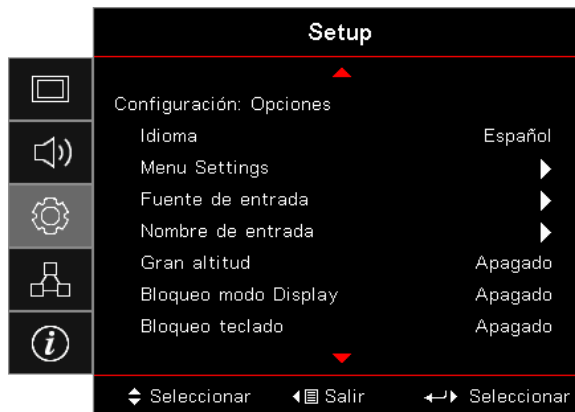 Setup
Configuración: Opciones
Idioma Español
Menu Settings
Fuente de entrada
Nombre de entrada
Gran altitud Apagado
Bloqueo modo Display Apagado
Bloqueo teclado Apagado
Seleccionar Salir Seleccionar